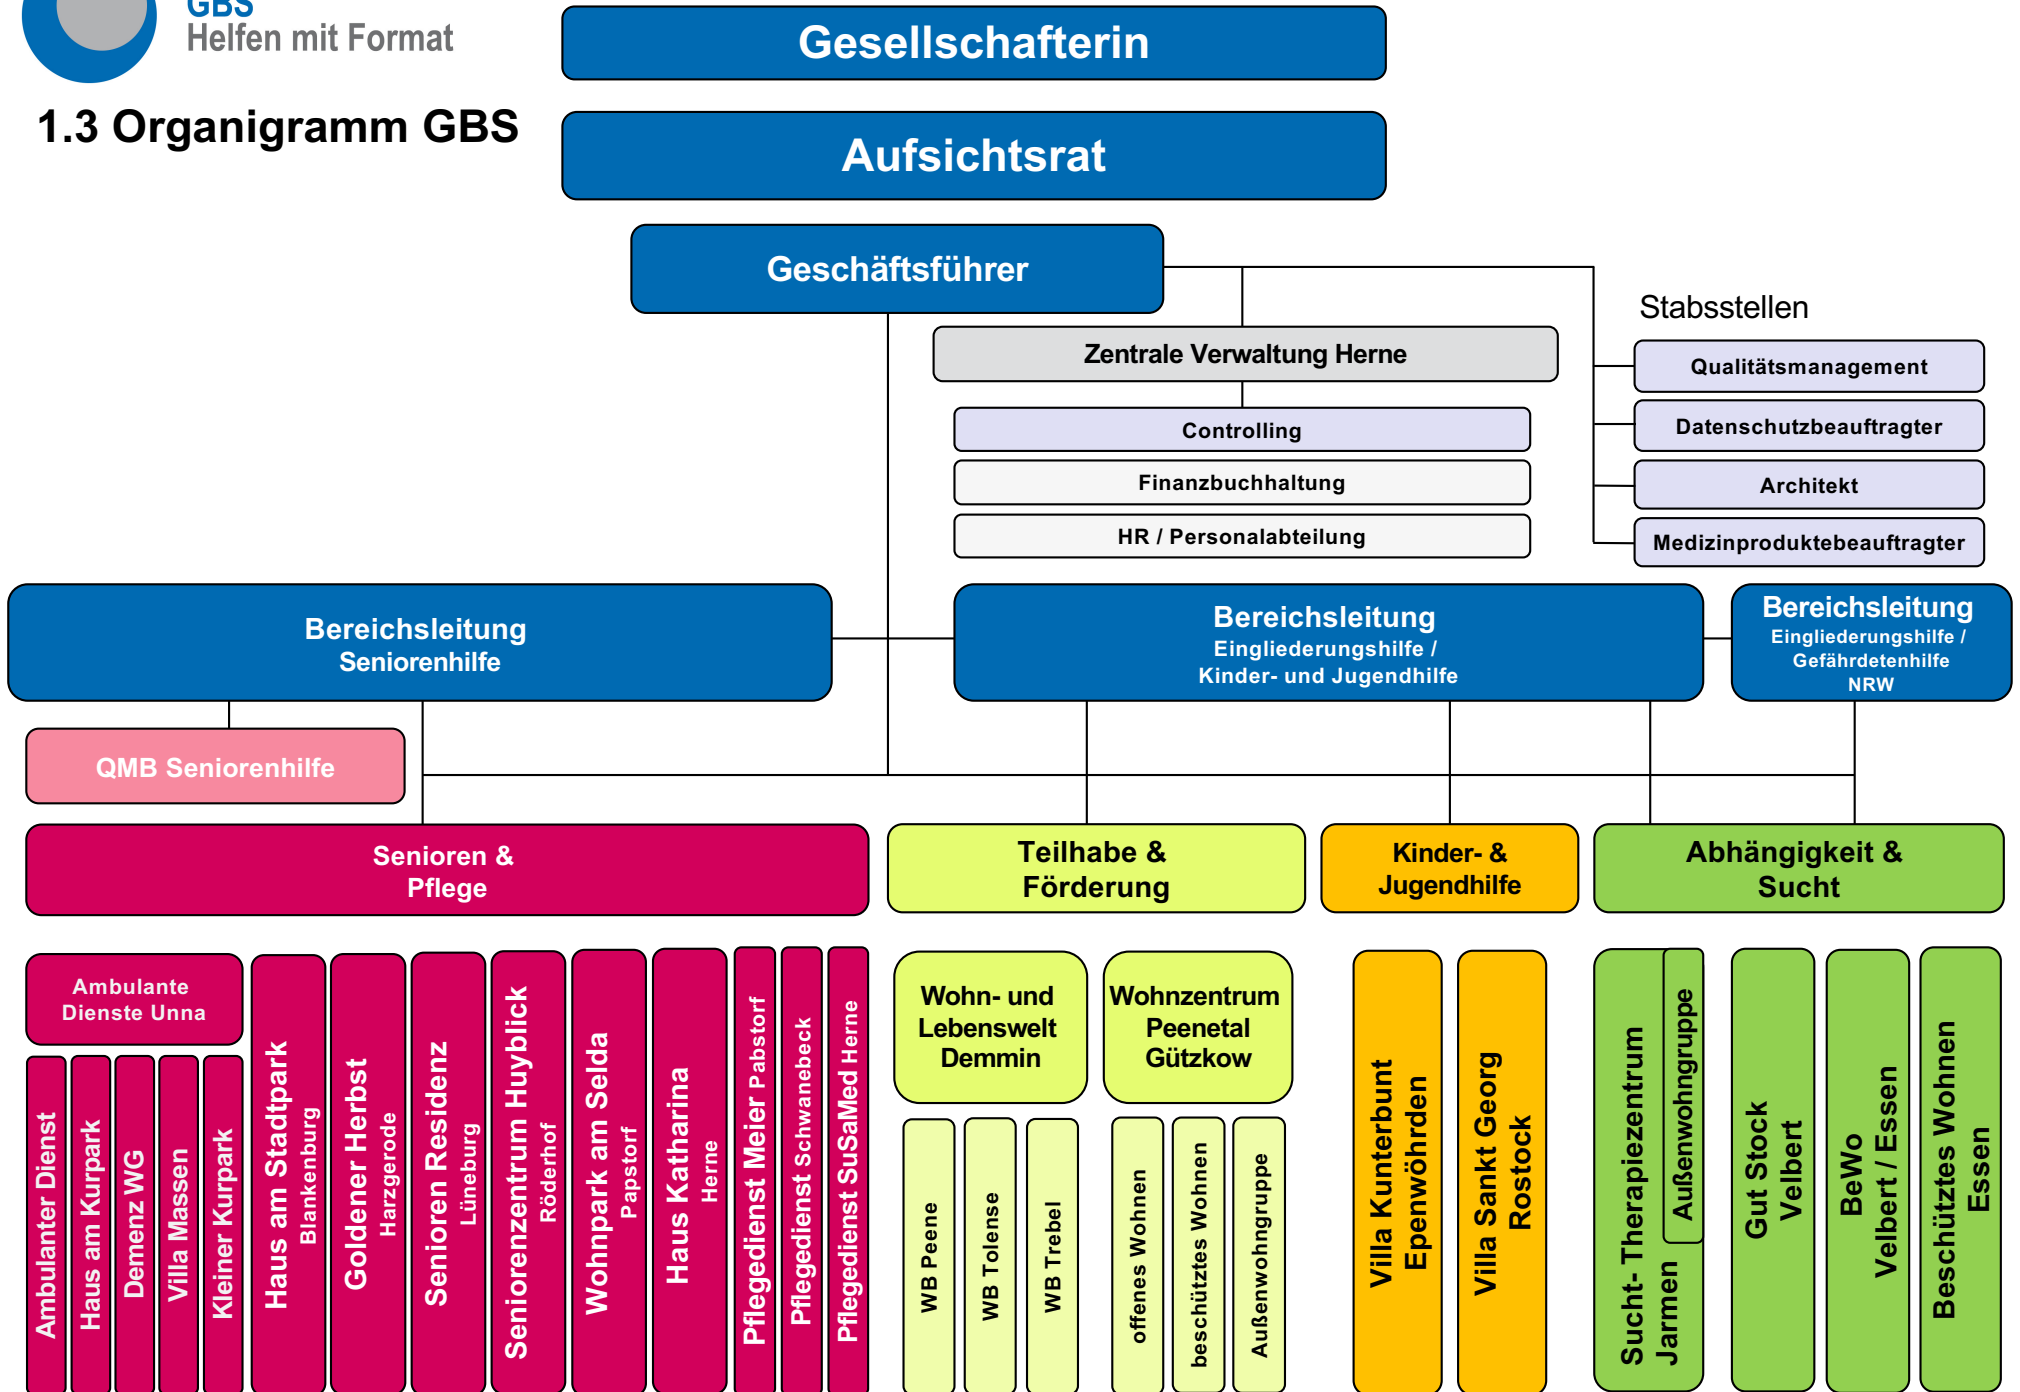 GBS
Helfen mit Format
1.3 Organigramm GBS
Gesellschafterin
Aufsichtsrat
Geschäftsführer
Stabsstellen
Zentrale Verwaltung Herne
Controlling
Finanzbuchhaltung
HR / Personalabteilung
Qualitätsmanagement
Datenschutzbeauftragter
Architekt
Medizinproduktebeauftragter
Bereichsleitung
Seniorenhilfe
Bereichsleitung
Eingliederungshilfe /
Kinder- und Jugendhilfe
Bereichsleitung
Eingliederungshilfe /
Gefährdetenhilfe
NRW
QMB Seniorenhilfe
Senioren &
Pflege
Teilhabe &
Förderung
Kinder- &
Jugendhilfe
Abhängigkeit &
Sucht
Ambulante
Dienste Unna
Ambulanter Dienst
Haus am Kurpark
Demenz WG
Villa Massen
Kleiner Kurpark
Haus am Stadtpark
Blankenburg
Goldener Herbst
Harzgerode
Senioren Residenz
Lüneburg
Seniorenzentrum Huyblick
Röderhof
Wohnpark am Selda
Papstorf
Haus Katharina
Herne
Pflegedienst Meier Pabstorf
Pflegedienst Schwanebeck
Pflegedienst SuSaMed Herne
Wohn- und
Lebenswelt
Demmin
WB Peene
WB Tolense
WB Trebel
Wohnzentrum
Peenetal
Gützkow
offenes Wohnen
beschütztes Wohnen
Außenwohngruppe
Villa Kunterbunt
Epenwöhrden
Villa Sankt Georg
Rostock
Sucht- Therapiezentrum
Jarmen
Außenwohngruppe
Gut Stock
Velbert
BeWo
Velbert / Essen
Beschütztes Wohnen
Essen